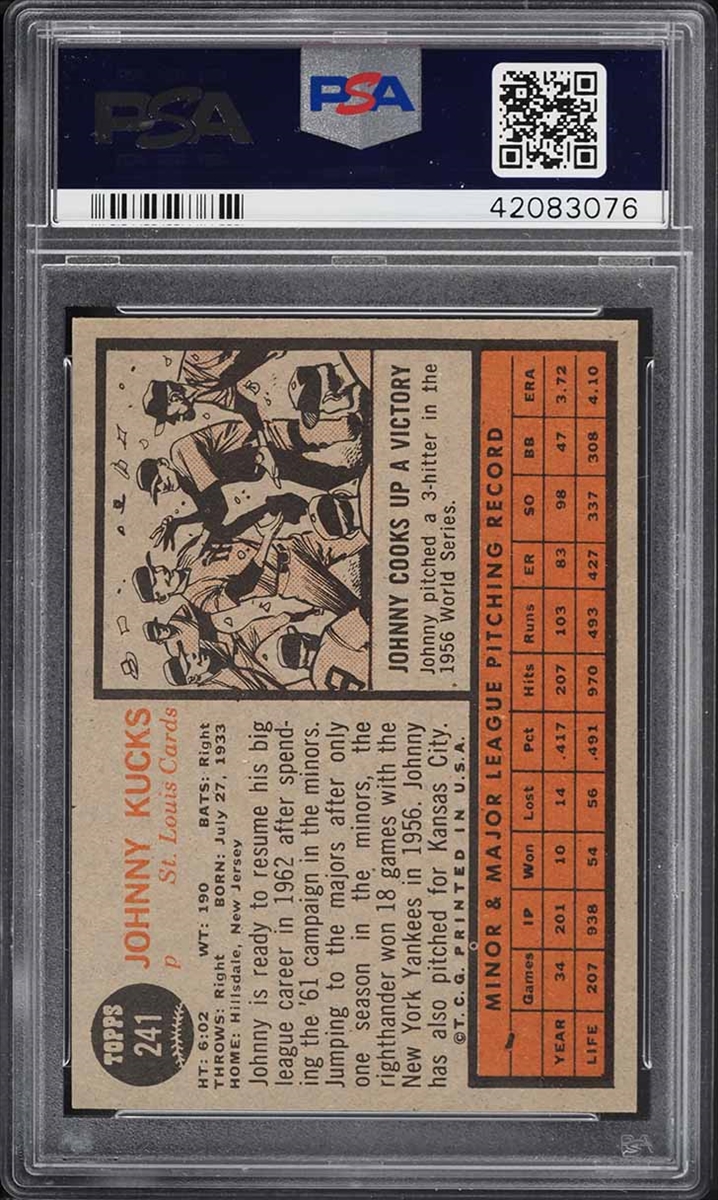 PSA
PSA
42083076
TOPPS
241
JOHNNY KUCKS
p St. Louis Cards
HT: 6:02 WT: 190 BATS: Right
THROWS: Right BORN: July 27, 1933
HOME: Hillsdale, New Jersey
Johnny is ready to resume his big
league career in 1962 after spend-
ing the '61 campaign in the minors.
Jumping to the majors after only
one season in the minors, the
righthander won 18 games with the
New York Yankees in 1956. Johnny
has also pitched for Kansas City.
©T.C.G. PRINTED IN U.S.A.
JOHNNY COOKS UP A VICTORY
Johnny pitched a 3-hitter in the
1956 World Series.
MINOR & MAJOR LEAGUE PITCHING RECORD
Games IP Won Lost Pct Hits Runs ER SO BB ERA
YEAR 34 201 10 14 .417 207 103 83 98 47 3.72
LIFE 207 938 54 56 .491 970 493 427 337 308 4.10